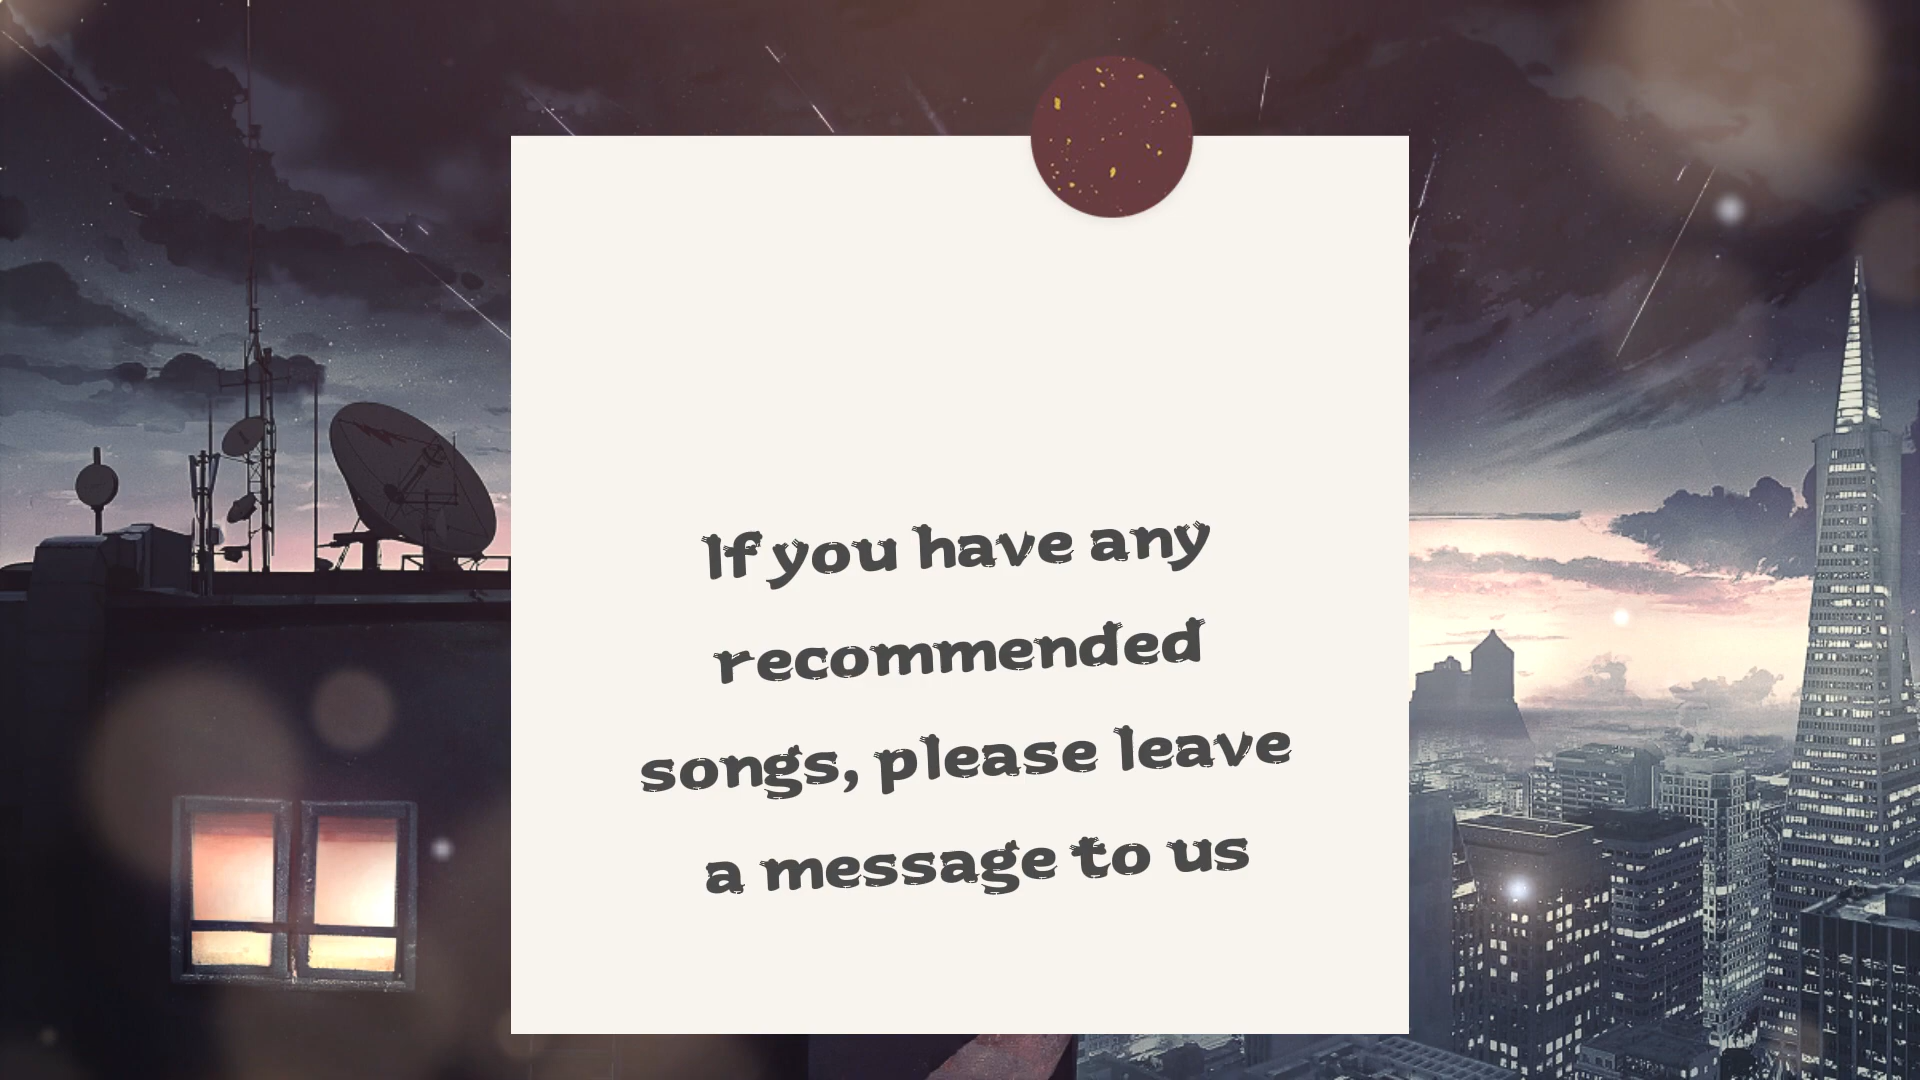 If you have any
recommended
songs, please leave
a message to us